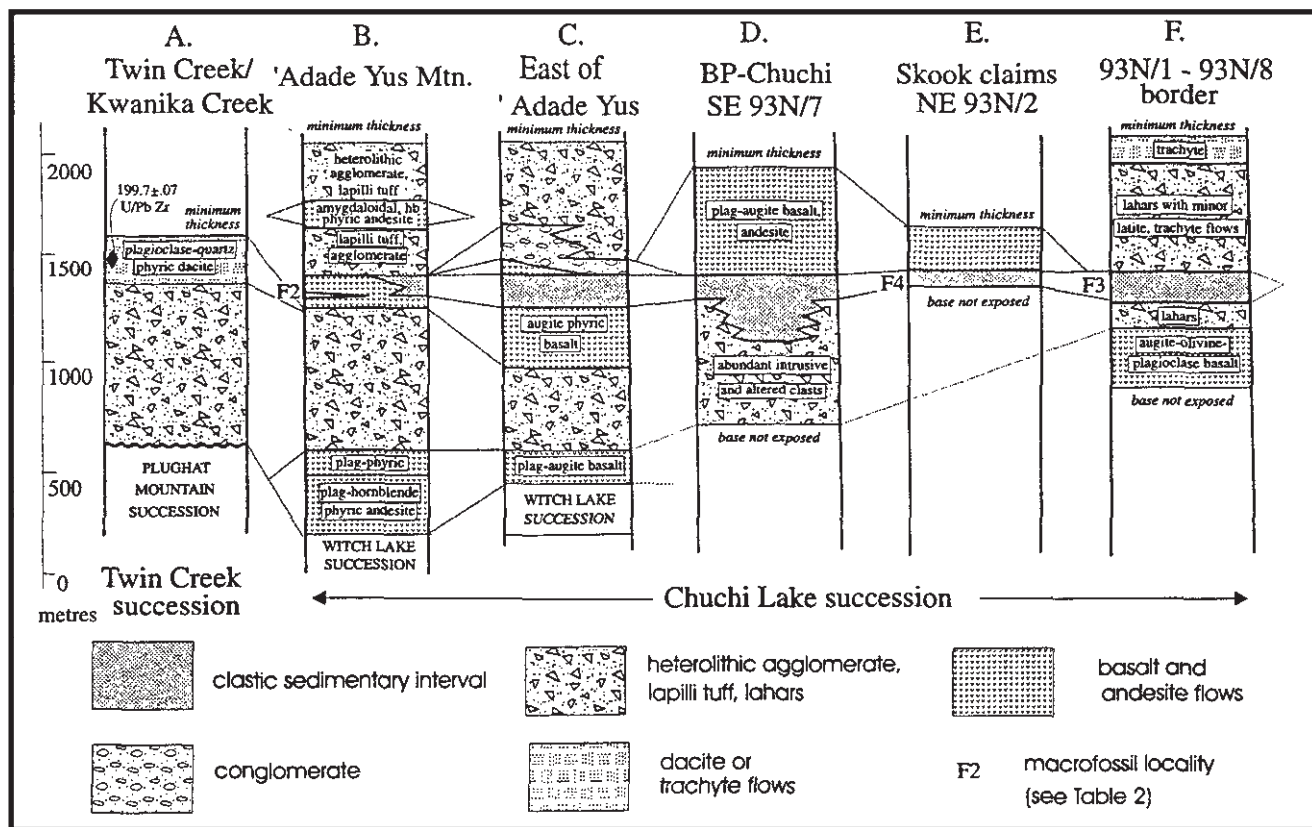 A.
Twin Creek/
Kwanika Creek
B.
'Adade Yus Mtn.
C.
East of
' Adade Yus
D.
BP-Chuchi
SE 93N/7
E.
Skook claims
NE 93N/2
F.
93N/1 - 93N/8
border
2000
1500
1000
500
0
metres
199.7±.07
U/Pb Zr
minimum
thickness
plagioclase-quartz
phyric dacite
PLUGHAT
MOUNTAIN
SUCCESSION
Twin Creek
succession
minimum thickness
heterolithic
agglomerate,
lapilli tuff
amygdaloidal, hb
phyric andesite
lapilli tuff,
agglomerate
F2
plag-phyric
plag-hornblende
phyric andesite
WITCH LAKE
SUCCESSION
minimum thickness
augite phyric
basalt
plag-augite basalt
WITCH LAKE
SUCCESSION
minimum thickness
plag-augite basalt,
andesite
abundant intrusive
and altered clasts
base not exposed
minimum thickness
F4
base not exposed
minimum thickness
trachyte
lahars with minor
latite, trachyte flows
F3
lahars
augite-olivine-
plagioclase basalt
base not exposed
Chuchi Lake succession
clastic sedimentary interval
heterolithic agglomerate,
lapilli tuff, lahars
basalt and
andesite flows
conglomerate
dacite or
trachyte flows
F2
macrofossil locality
(see Table 2)